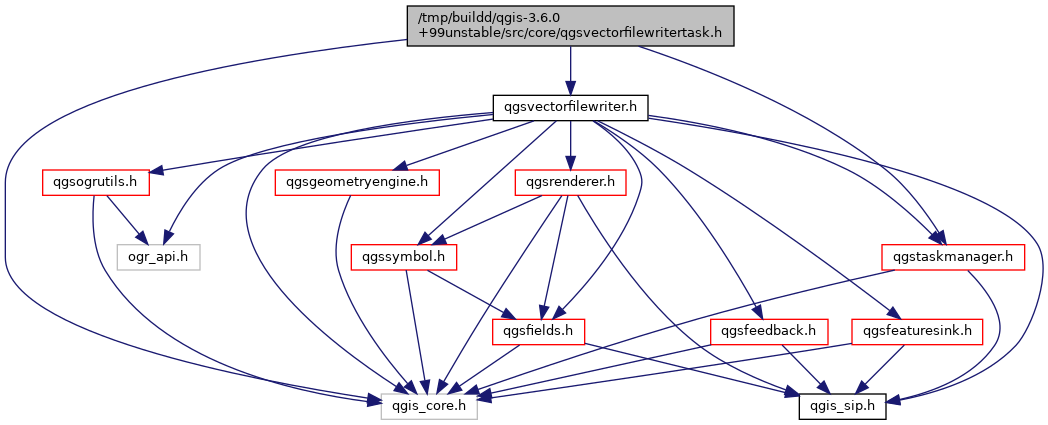 /tmp/buildd/qgis-3.6.0
+99unstable/src/core/qgsvectorfilewritertask.h
qgsvectorfilewriter.h
qgsogrutils.h
qgsgeometryengine.h
qgsrenderer.h
ogr_api.h
qgssymbol.h
qgstaskmanager.h
qgsfields.h
qgsfeedback.h
qgsfeaturesink.h
qgis_core.h
qgis_sip.h